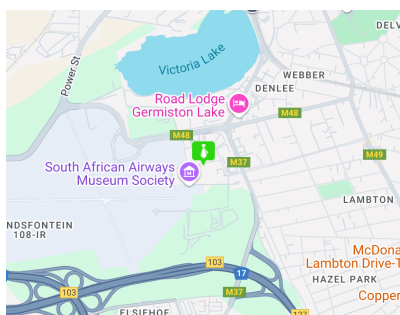 DELV
Power St
Victoria Lake
WEBBER
DENLEE
Road Lodge
Germiston Lake
M48
M48
M37
M49
South African Airways
Museum Society
LAMBTON
NDSFONTEIN
108-IR
McDona
Lambton Drive-T
103
17
HAZEL PARK
103
M37
Copper
127
ELSIEHOF